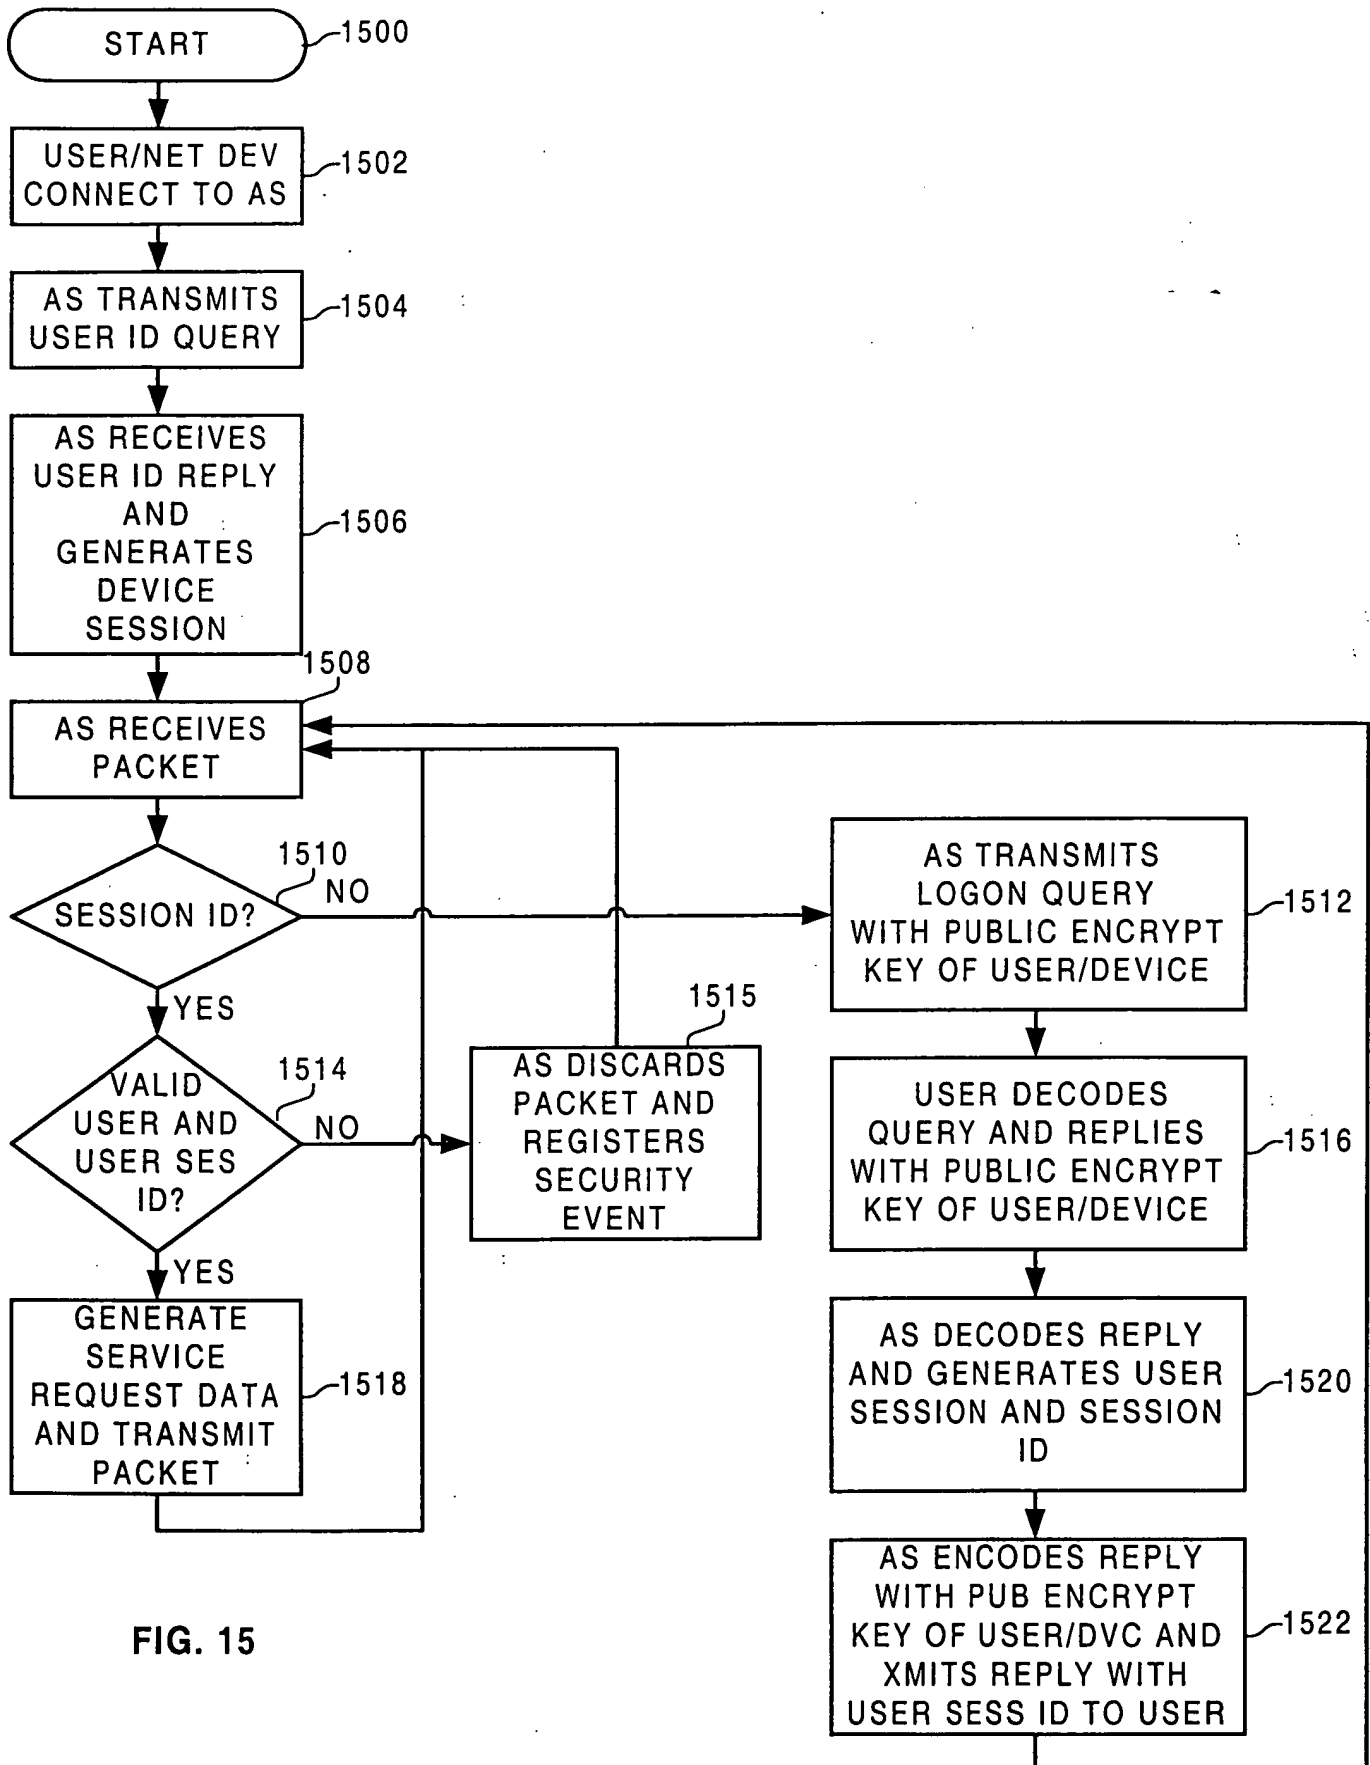 START
1500
USER/NET DEV
CONNECT TO AS
1502
AS TRANSMITS
USER ID QUERY
1504
AS RECEIVES
USER ID REPLY
AND
GENERATES
DEVICE
SESSION
1506
1508
AS RECEIVES
PACKET
1510
SESSION ID?
NO
YES
AS TRANSMITS
LOGON QUERY
WITH PUBLIC ENCRYPT
KEY OF USER/DEVICE
1512
1514
VALID
USER AND
USER SES
ID?
NO
YES
1515
AS DISCARDS
PACKET AND
REGISTERS
SECURITY
EVENT
USER DECODES
QUERY AND REPLIES
WITH PUBLIC ENCRYPT
KEY OF USER/DEVICE
1516
GENERATE
SERVICE
REQUEST DATA
AND TRANSMIT
PACKET
1518
AS DECODES REPLY
AND GENERATES USER
SESSION AND SESSION
ID
1520
AS ENCODES REPLY
WITH PUB ENCRYPT
KEY OF USER/DVC AND
XMITS REPLY WITH
USER SESS ID TO USER
1522
FIG. 15